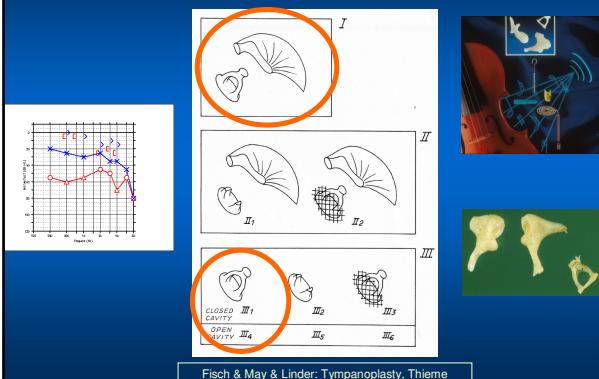 I
II
II1
II2
III
CLOSED CAVITY III1
III2
III3
OPEN CAVITY III4
III5
III6
Fisch & May & Linder: Tympanoplasty, Thieme